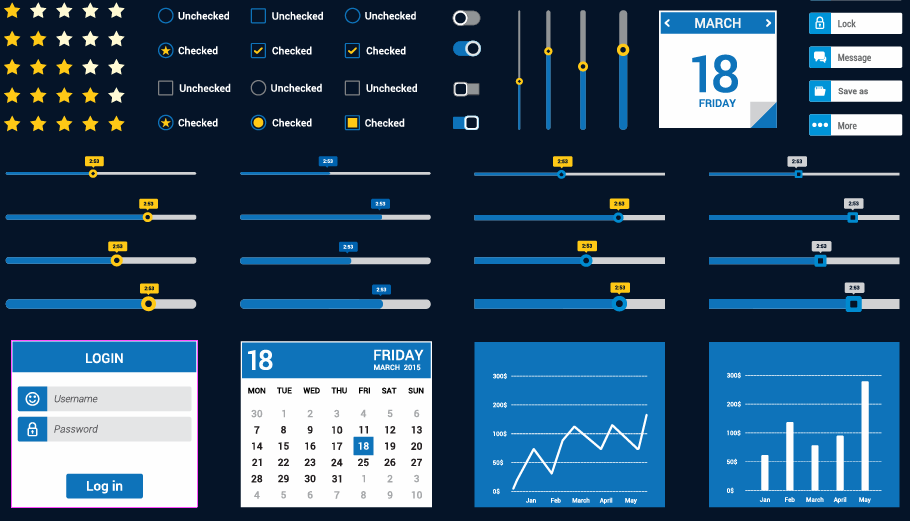 Unchecked Unchecked Unchecked
Checked Checked Checked
Unchecked Unchecked Unchecked
Checked Checked Checked
MARCH
18
FRIDAY
Lock
Message
Save as
More
2:53 2:53 2:53 2:53
2:53 2:53 2:53 2:53
2:53 2:53 2:53 2:53
2:53 2:53 2:53 2:53
LOGIN
Username
Password
Log in
18 FRIDAY
MARCH 2015
MON TUE WED THU FRI SAT SUN
30 1 2 3 4 5 6
7 8 9 10 11 12 13
14 15 16 17 18 19 20
21 22 23 24 25 26 27
28 29 30 31 1 2 3
4 5 6 7 8 9 10
300$
200$
100$
50$
0$
Jan Feb March April May
300$
200$
100$
50$
0$
Jan Feb March April May